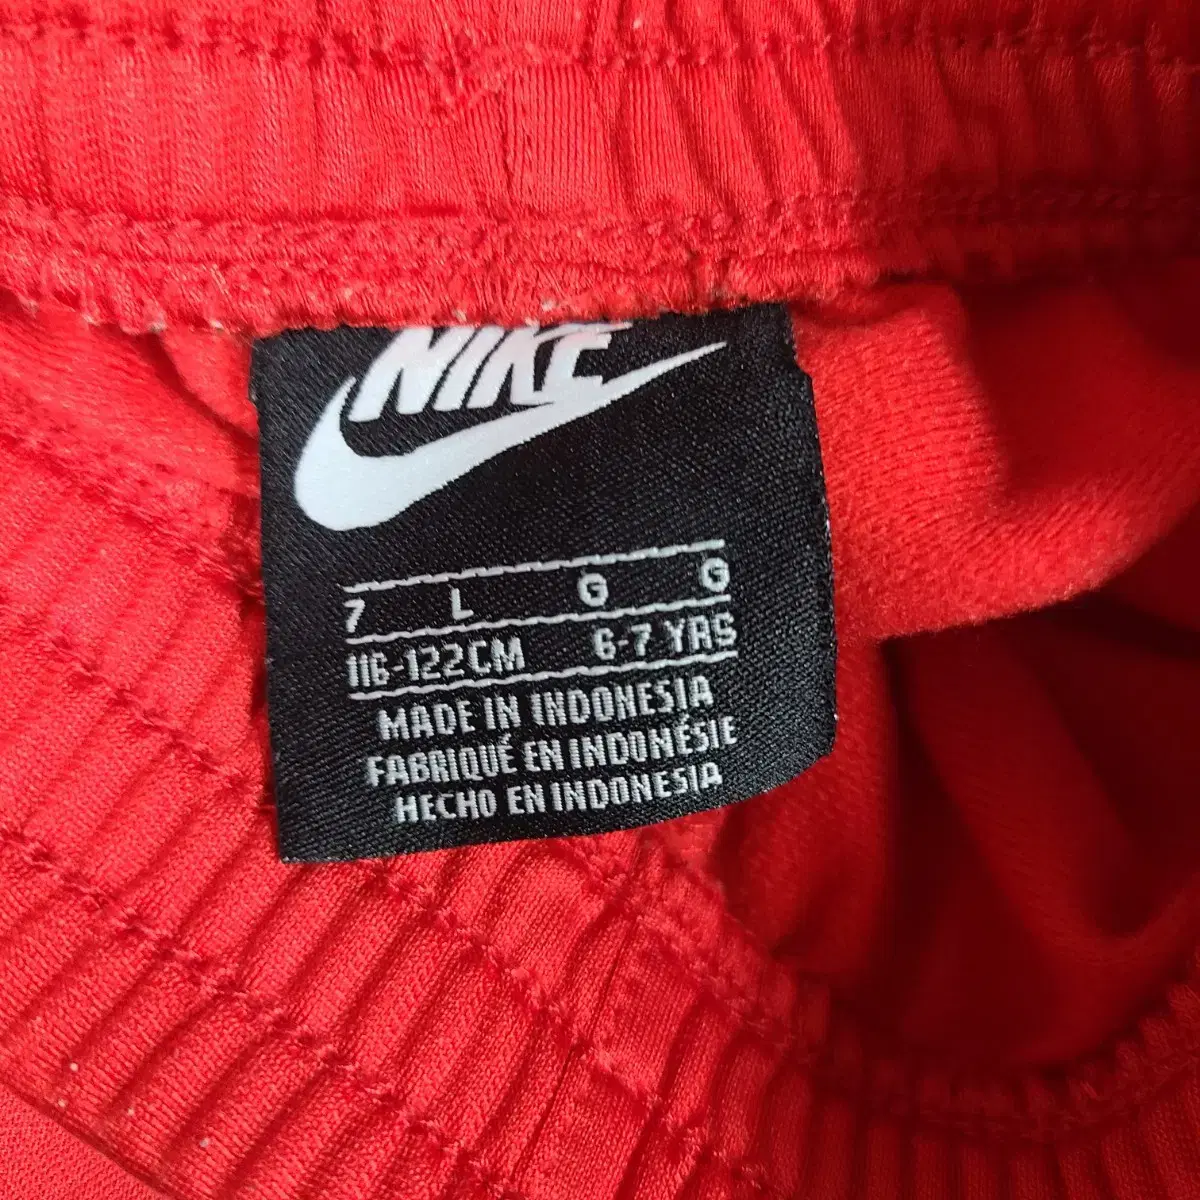 NIKE
7 L G G
116-122CM 6-7 YRS
MADE IN INDONESIA
FABRIQUÉ EN INDONÉSIE
HECHO EN INDONESIA